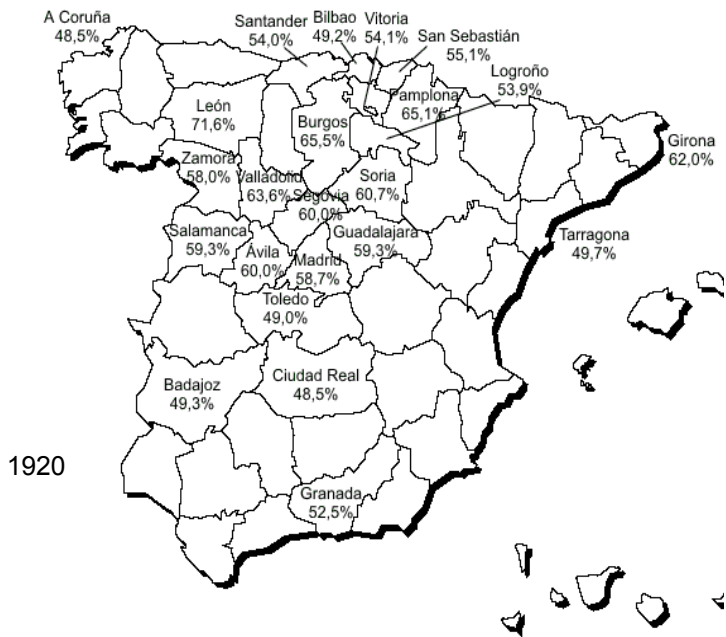 A Coruña
48,5%
Santander
54,0%
Bilbao
49,2%
Vitoria
54,1%
San Sebastián
55,1%
Logroño
53,9%
Pamplona
65,1%
León
71,6%
Burgos
65,5%
Girona
62,0%
Zamora
58,0%
Valladolid
63,6%
Segovia
60,0%
Soria
60,7%
Salamanca
59,3%
Ávila
60,0%
Madrid
58,7%
Guadalajara
59,3%
Tarragona
49,7%
Toledo
49,0%
Badajoz
49,3%
Ciudad Real
48,5%
1920
Granada
52,5%